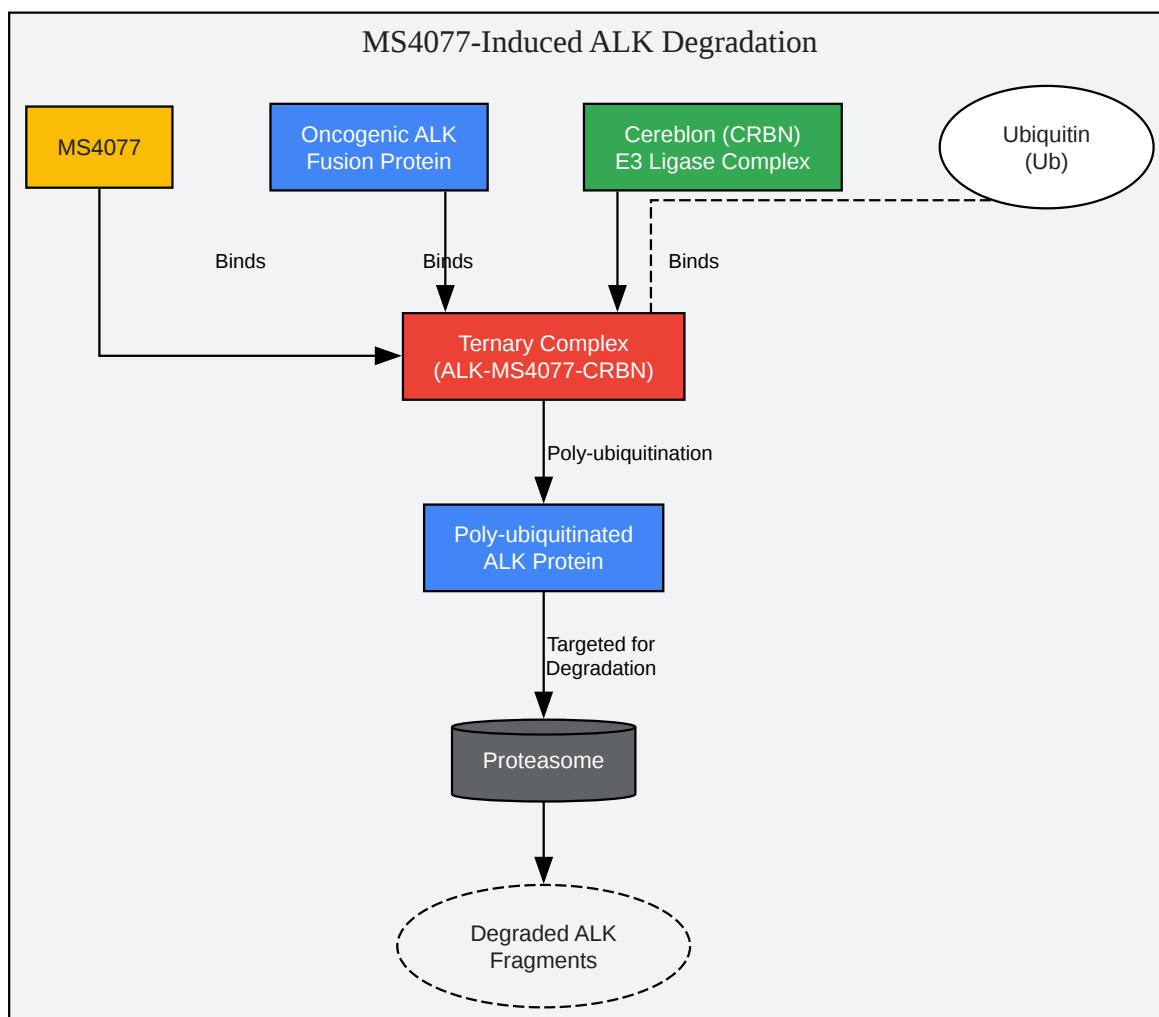 MS4077-Induced ALK Degradation
MS4077
Oncogenic ALK
Fusion Protein
Cereblon (CRBN)
E3 Ligase Complex
Ubiquitin
(Ub)
Binds
Binds
Binds
Ternary Complex
(ALK-MS4077-CRBN)
Poly-ubiquitination
Poly-ubiquitinated
ALK Protein
Targeted for
Degradation
Proteasome
Degraded ALK
Fragments